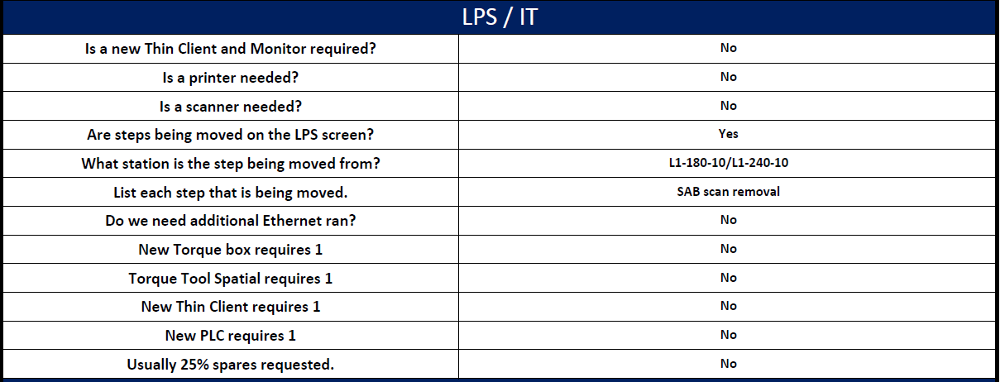 LPS / IT
Is a new Thin Client and Monitor required? No
Is a printer needed? No
Is a scanner needed? No
Are steps being moved on the LPS screen? Yes
What station is the step being moved from? L1-180-10/L1-240-10
List each step that is being moved. SAB scan removal
Do we need additional Ethernet ran? No
New Torque box requires 1 No
Torque Tool Spatial requires 1 No
New Thin Client requires 1 No
New PLC requires 1 No
Usually 25% spares requested. No